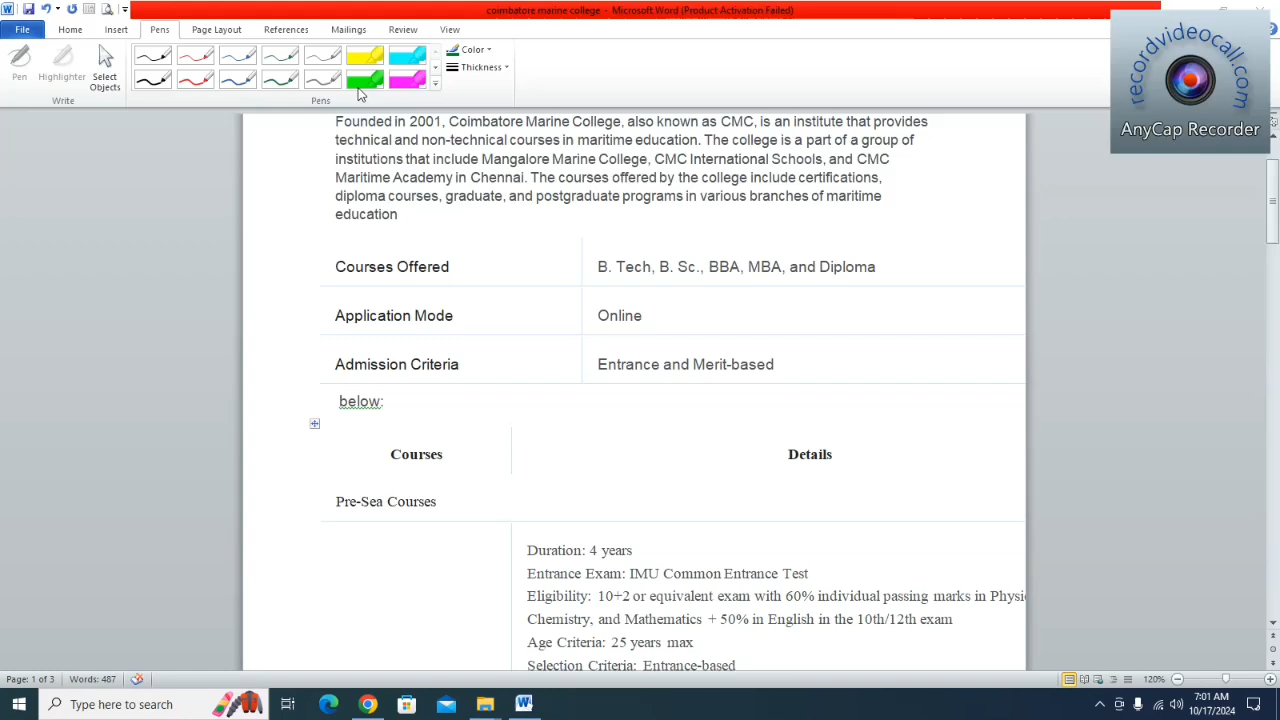 coimbatore marine college - Microsoft Word (Product Activation Failed)
File Home Insert Pens Page Layout References Mailings Review View
Pen Highlighter Select Objects Color Thickness
Write Pens
recordvideocall.com
AnyCap Recorder
Founded in 2001, Coimbatore Marine College, also known as CMC, is an institute that provides
technical and non-technical courses in maritime education. The college is a part of a group of
institutions that include Mangalore Marine College, CMC International Schools, and CMC
Maritime Academy in Chennai. The courses offered by the college include certifications,
diploma courses, graduate, and postgraduate programs in various branches of maritime
education
Courses Offered B. Tech, B. Sc., BBA, MBA, and Diploma
Application Mode Online
Admission Criteria Entrance and Merit-based
below:
Courses Details
Pre-Sea Courses
Duration: 4 years
Entrance Exam: IMU Common Entrance Test
Eligibility: 10+2 or equivalent exam with 60% individual passing marks in Physi
Chemistry, and Mathematics + 50% in English in the 10th/12th exam
Age Criteria: 25 years max
Selection Criteria: Entrance-based
Page: 1 of 3 Words: 487 120%
Type here to search
7:01 AM
10/17/2024